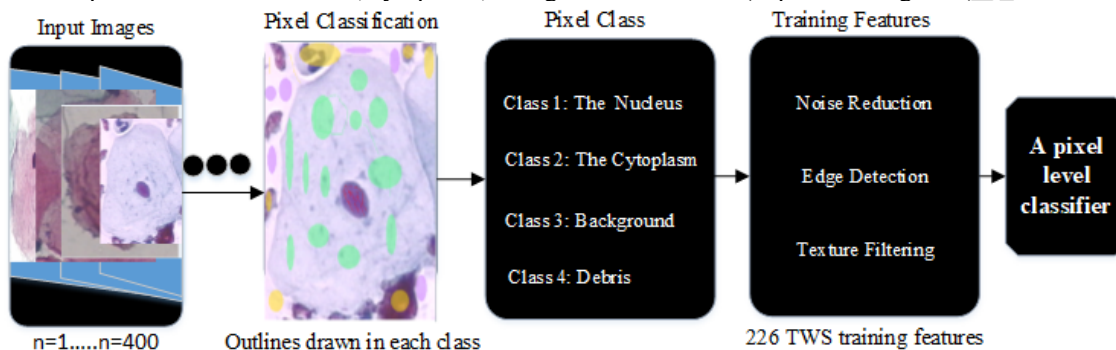 Input Images
Pixel Classification
Pixel Class
Training Features
Class 1: The Nucleus
Class 2: The Cytoplasm
Class 3: Background
Class 4: Debris
Noise Reduction
Edge Detection
Texture Filtering
A pixel
level
classifier
n=1.....n=400
Outlines drawn in each class
226 TWS training features